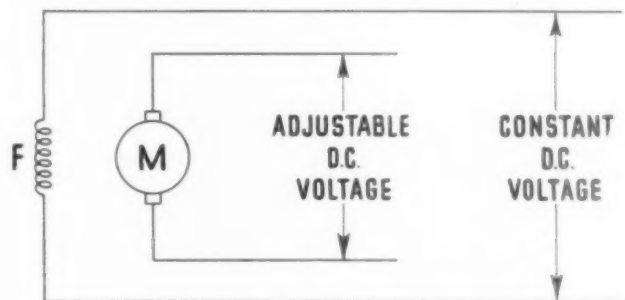 F
M
ADJUSTABLE
D.C.
VOLTAGE
CONSTANT
D.C.
VOLTAGE